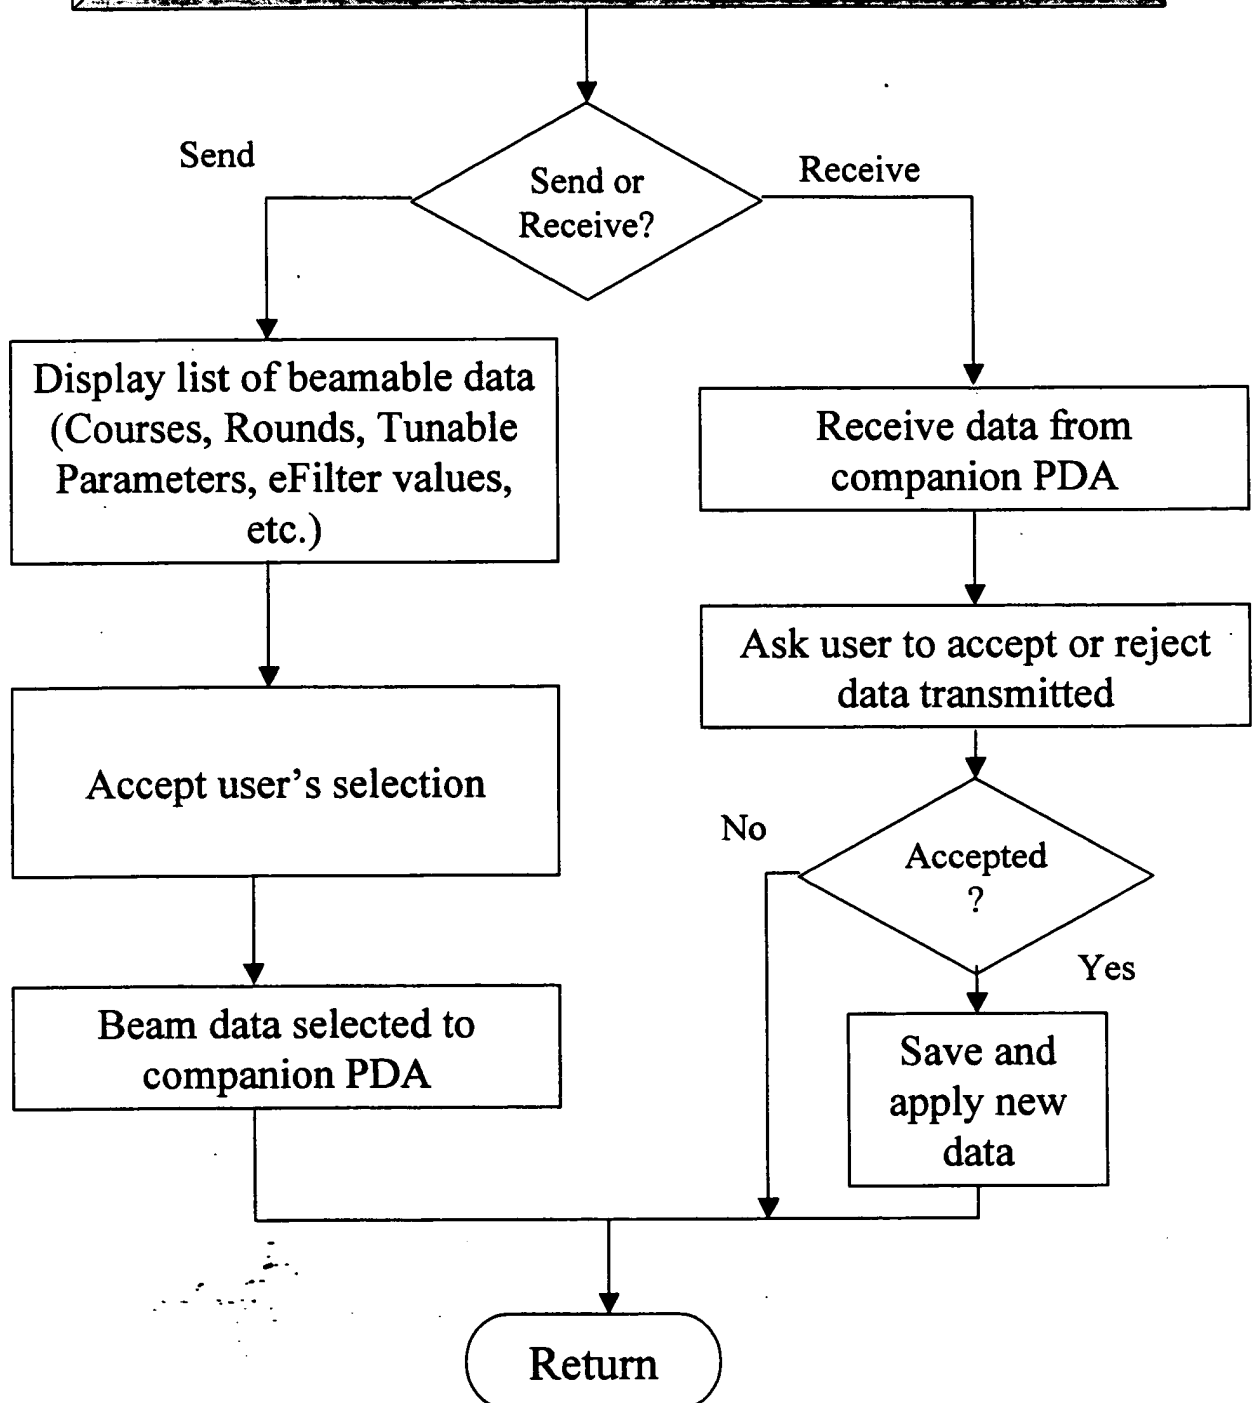 Send
Send or
Receive?
Receive
Display list of beamable data
(Courses, Rounds, Tunable
Parameters, eFilter values,
etc.)
Receive data from
companion PDA
Ask user to accept or reject
data transmitted
Accept user’s selection
No
Accepted
?
Yes
Beam data selected to
companion PDA
Save and
apply new
data
Return